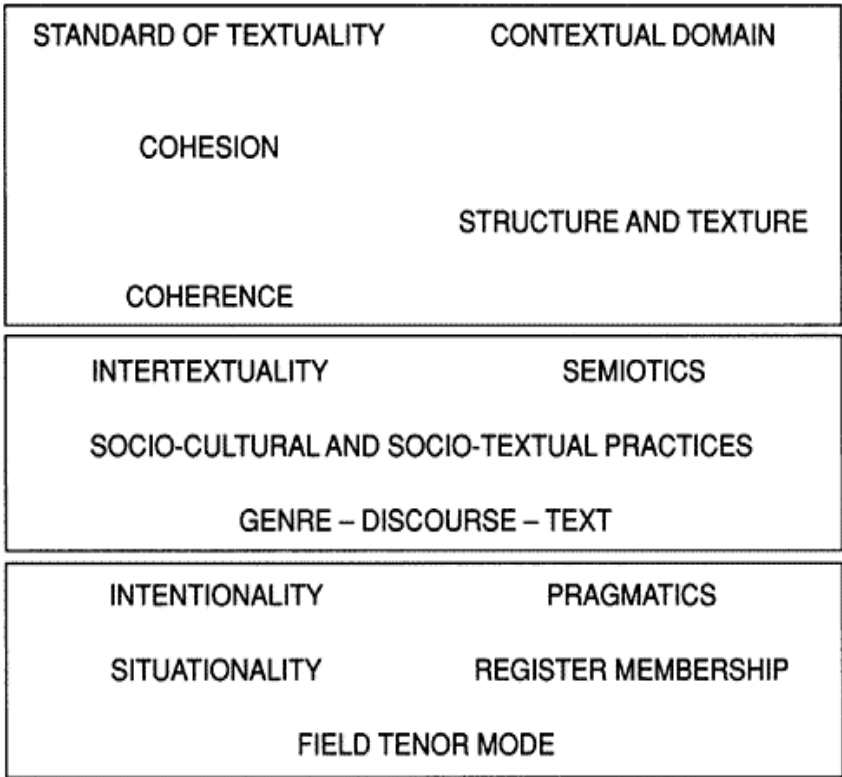 STANDARD OF TEXTUALITY CONTEXTUAL DOMAIN
COHESION
STRUCTURE AND TEXTURE
COHERENCE
INTERTEXTUALITY SEMIOTICS
SOCIO-CULTURAL AND SOCIO-TEXTUAL PRACTICES
GENRE – DISCOURSE – TEXT
INTENTIONALITY PRAGMATICS
SITUATIONALITY REGISTER MEMBERSHIP
FIELD TENOR MODE